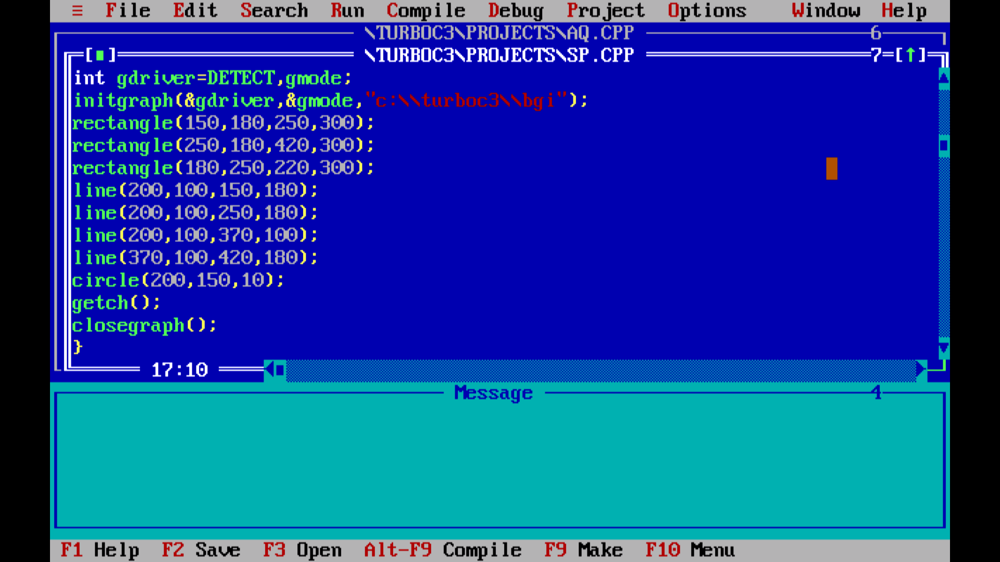 ≡ File Edit Search Run Compile Debug Project Options Window Help
\TURBOC3\PROJECTS\AQ.CPP 6
[■] \TURBOC3\PROJECTS\SP.CPP 7=[↑]
int gdriver=DETECT,gmode;
initgraph(&gdriver,&gmode,"c:\\turboc3\\bgi");
rectangle(150,180,250,300);
rectangle(250,180,420,300);
rectangle(180,250,220,300);
line(200,100,150,180);
line(200,100,250,180);
line(200,100,370,100);
line(370,100,420,180);
circle(200,150,10);
getch();
closegraph();
}
17:10
Message 4
F1 Help F2 Save F3 Open Alt-F9 Compile F9 Make F10 Menu